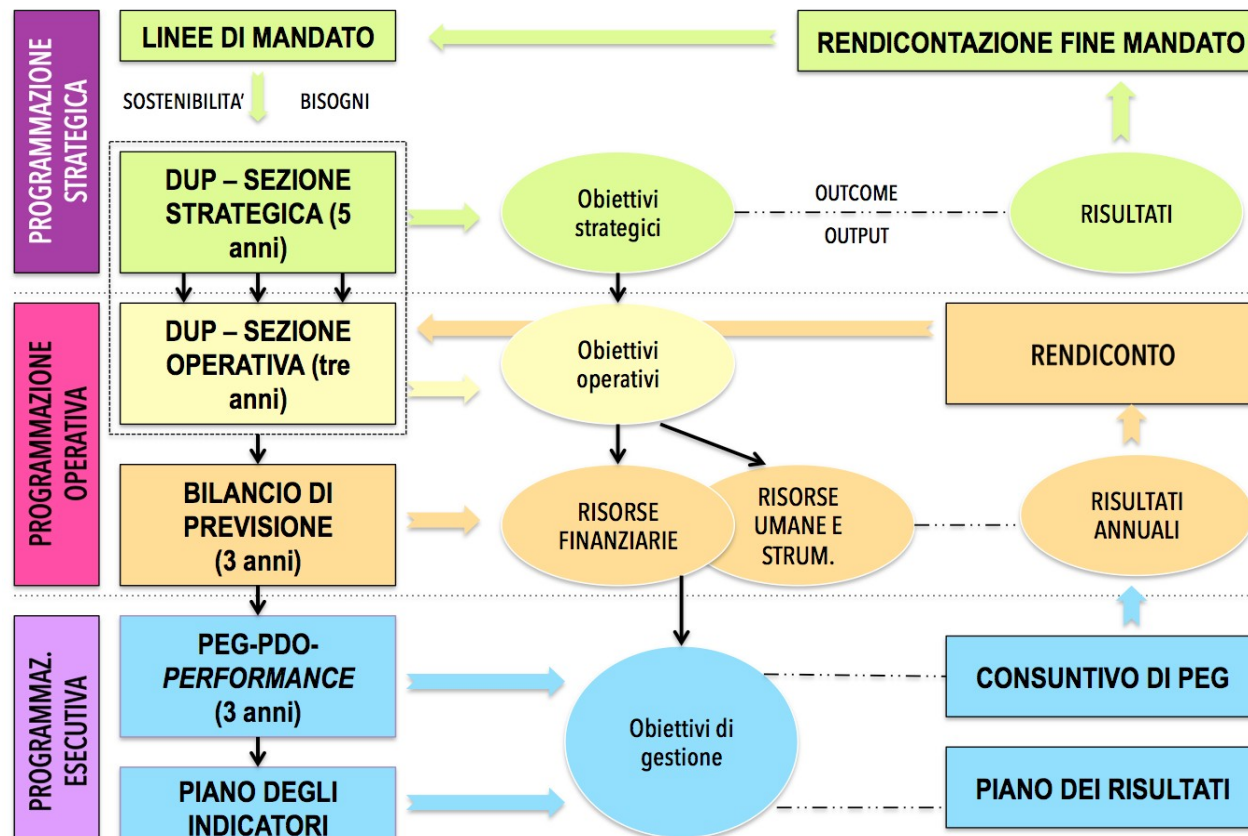 PROGRAMMAZIONE
STRATEGICA
LINEE DI MANDATO
RENDICONTAZIONE FINE MANDATO
SOSTENIBILITA’
BISOGNI
DUP – SEZIONE
STRATEGICA (5
anni)
Obiettivi
strategici
OUTCOME
OUTPUT
RISULTATI
PROGRAMMAZIONE
OPERATIVA
DUP – SEZIONE
OPERATIVA (tre
anni)
Obiettivi
operativi
RENDICONTO
BILANCIO DI
PREVISIONE
(3 anni)
RISORSE
FINANZIARIE
RISORSE
UMANE E
STRUM.
RISULTATI
ANNUALI
PROGRAMMAZ.
ESECUTIVA
PEG-PDO-
PERFORMANCE
(3 anni)
Obiettivi di
gestione
CONSUNTIVO DI PEG
PIANO DEGLI
INDICATORI
PIANO DEI RISULTATI